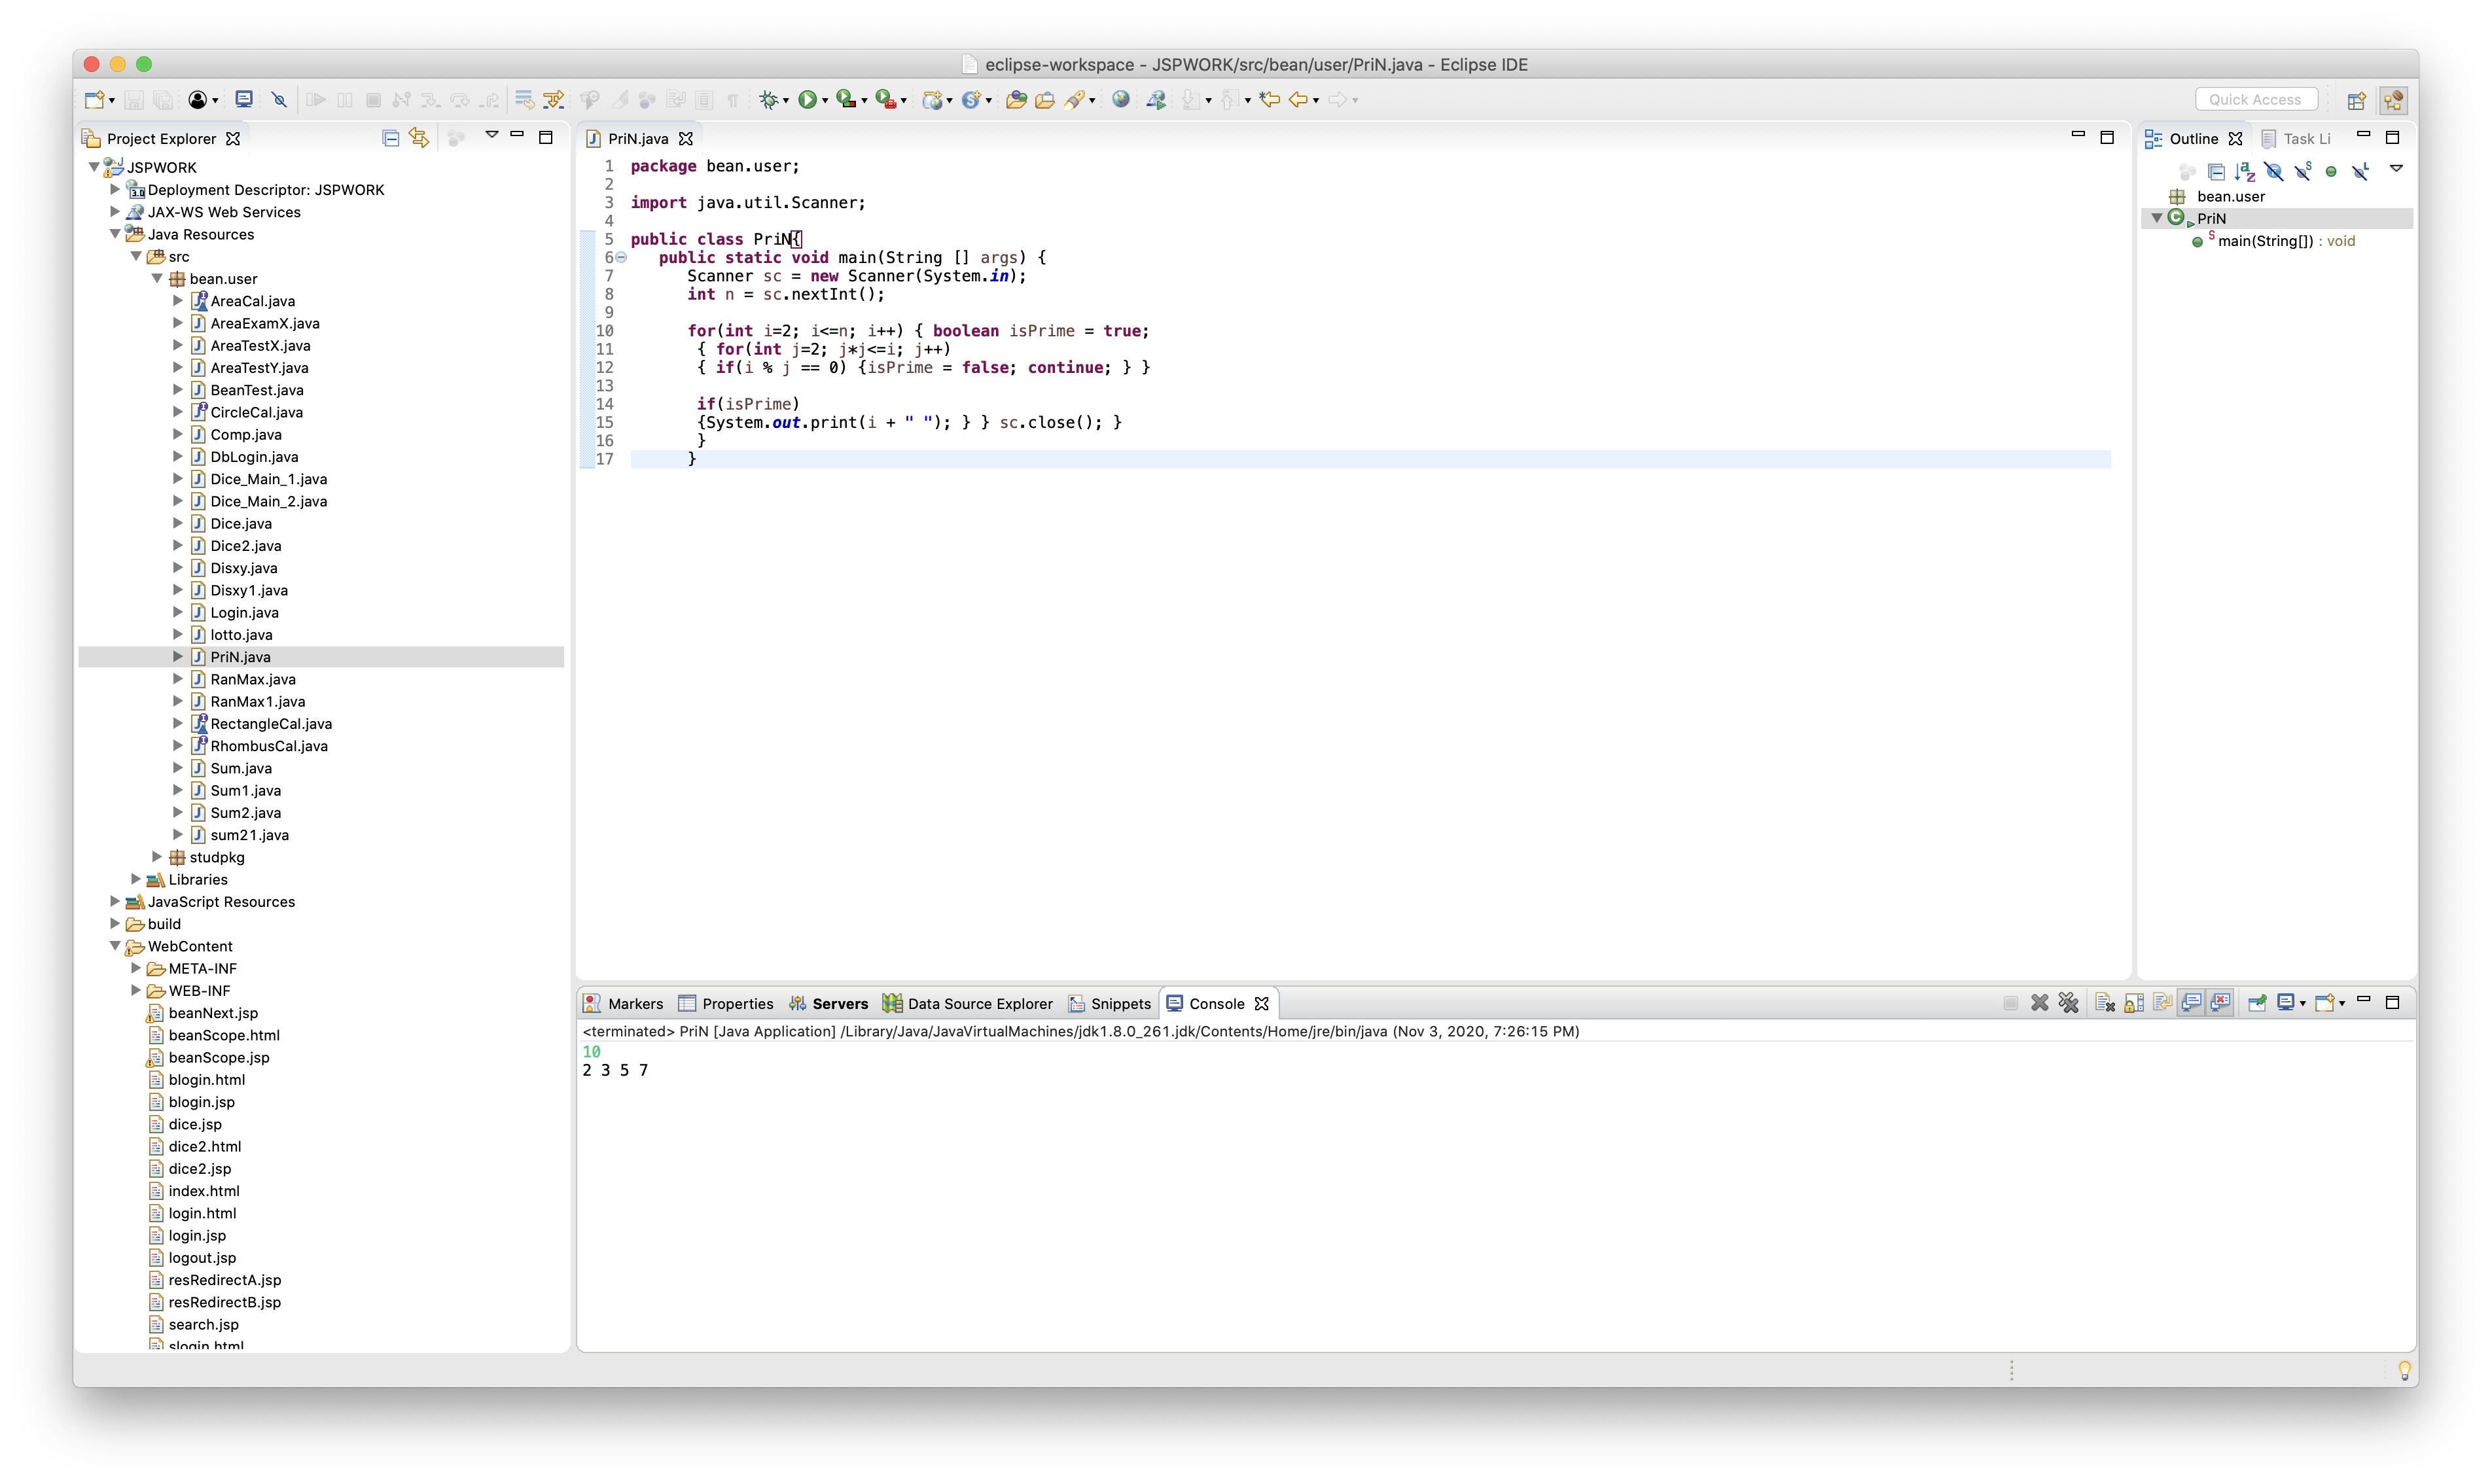 eclipse-workspace - JSPWORK/src/bean/user/PriN.java - Eclipse IDE
Quick Access
Project Explorer
JSPWORK
Deployment Descriptor: JSPWORK
JAX-WS Web Services
Java Resources
src
bean.user
AreaCal.java
AreaExamX.java
AreaTestX.java
AreaTestY.java
BeanTest.java
CircleCal.java
Comp.java
DbLogin.java
Dice_Main_1.java
Dice_Main_2.java
Dice.java
Dice2.java
Disxy.java
Disxy1.java
Login.java
lotto.java
PriN.java
RanMax.java
RanMax1.java
RectangleCal.java
RhombusCal.java
Sum.java
Sum1.java
Sum2.java
sum21.java
studpkg
Libraries
JavaScript Resources
build
WebContent
META-INF
WEB-INF
beanNext.jsp
beanScope.html
beanScope.jsp
blogin.html
blogin.jsp
dice.jsp
dice2.html
dice2.jsp
index.html
login.html
login.jsp
logout.jsp
resRedirectA.jsp
resRedirectB.jsp
search.jsp
slogin.html
PriN.java
1 package bean.user;
2
3 import java.util.Scanner;
4
5 public class PriN{
6 public static void main(String [] args) {
7 Scanner sc = new Scanner(System.in);
8 int n = sc.nextInt();
9
10 for(int i=2; i<=n; i++) { boolean isPrime = true;
11 { for(int j=2; j*j<=i; j++)
12 { if(i % j == 0) {isPrime = false; continue; } }
13
14 if(isPrime)
15 {System.out.print(i + " "); } } sc.close(); }
16 }
17 }
Outline Task Li
bean.user
PriN
main(String[]) : void
Markers Properties Servers Data Source Explorer Snippets Console
<terminated> PriN [Java Application] /Library/Java/JavaVirtualMachines/jdk1.8.0_261.jdk/Contents/Home/jre/bin/java (Nov 3, 2020, 7:26:15 PM)
10
2 3 5 7